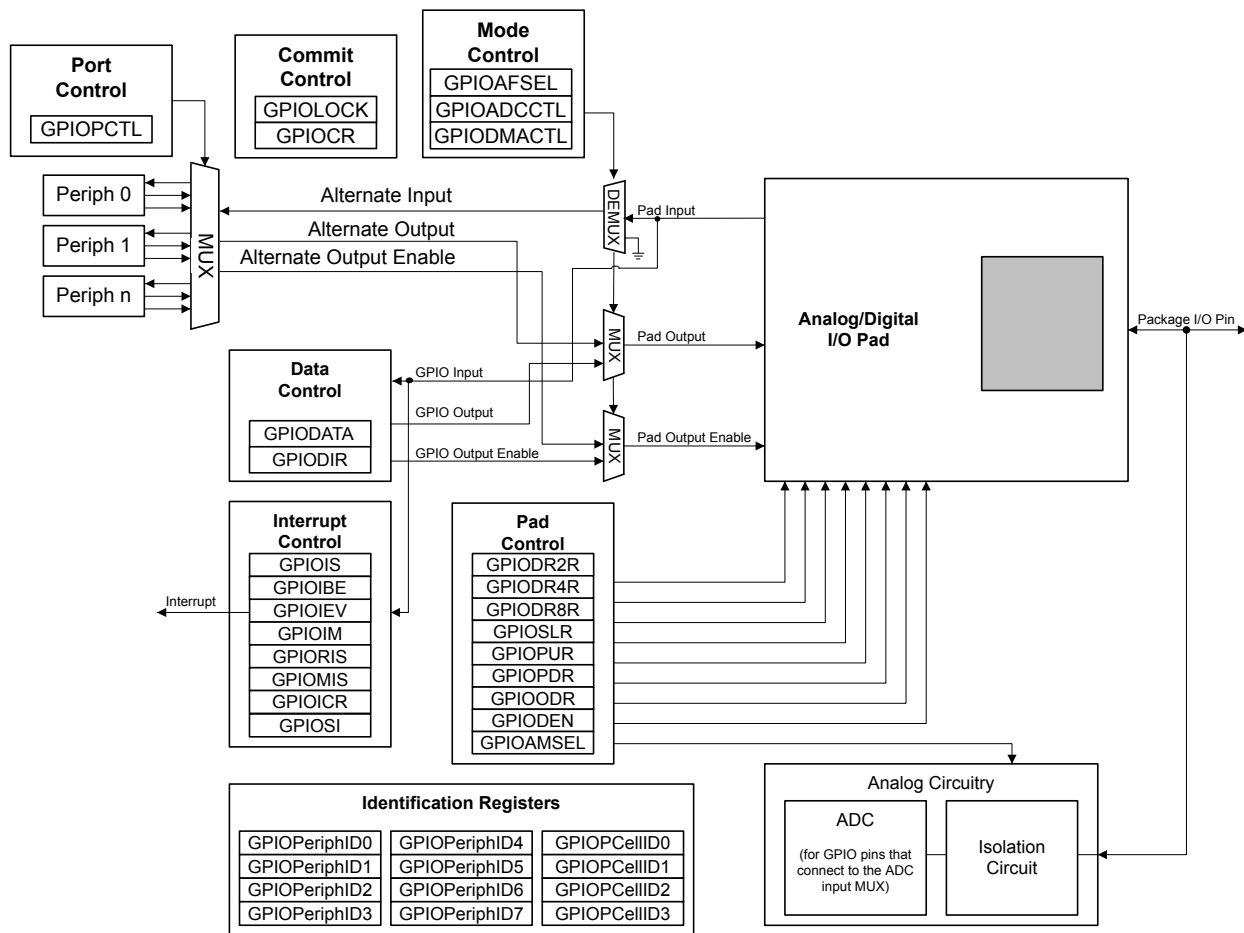 Port
Control
GPIOPCTL
Commit
Control
GPIOLOCK
GPIOCR
Mode
Control
GPIOAFSEL
GPIOADCCTL
GPIODMACTL
Periph 0
Periph 1
Periph n
MUX
Alternate Input
Alternate Output
Alternate Output Enable
DEMUX
Pad Input
MUX
Pad Output
MUX
Pad Output Enable
Analog/Digital
I/O Pad
Package I/O Pin
Data
Control
GPIODATA
GPIODIR
GPIO Input
GPIO Output
GPIO Output Enable
Interrupt
Control
GPIOIS
GPIOIBE
GPIOIEV
GPIOIM
GPIORIS
GPIOMIS
GPIOICR
GPIOSI
Interrupt
Pad
Control
GPIODR2R
GPIODR4R
GPIODR8R
GPIOSLR
GPIOPUR
GPIOPDR
GPIOODR
GPIODEN
GPIOAMSEL
Analog Circuitry
ADC
(for GPIO pins that
connect to the ADC
input MUX)
Isolation
Circuit
Identification Registers
GPIOPeriphID0
GPIOPeriphID1
GPIOPeriphID2
GPIOPeriphID3
GPIOPeriphID4
GPIOPeriphID5
GPIOPeriphID6
GPIOPeriphID7
GPIOPCellID0
GPIOPCellID1
GPIOPCellID2
GPIOPCellID3